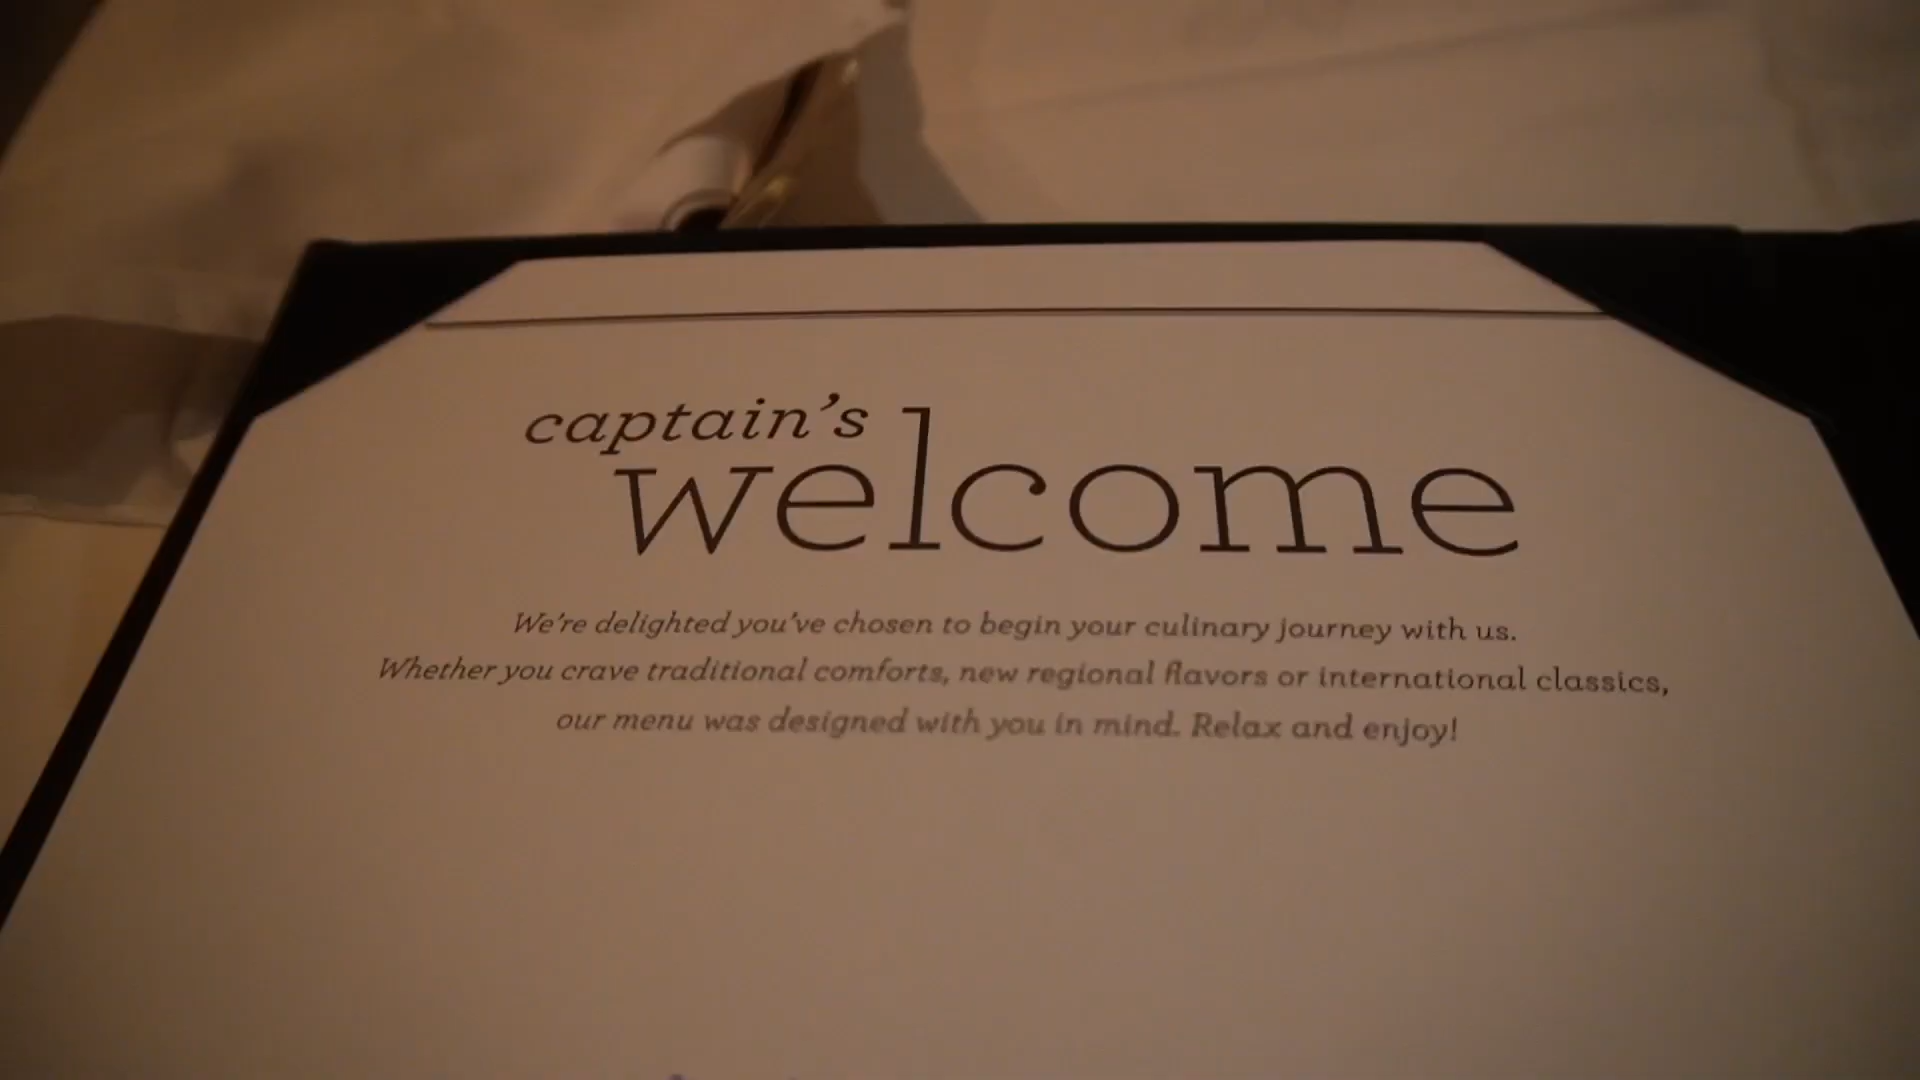 captain's
welcome
We're delighted you've chosen to begin your culinary journey with us.
Whether you crave traditional comforts, new regional flavors or international classics,
our menu was designed with you in mind. Relax and enjoy!